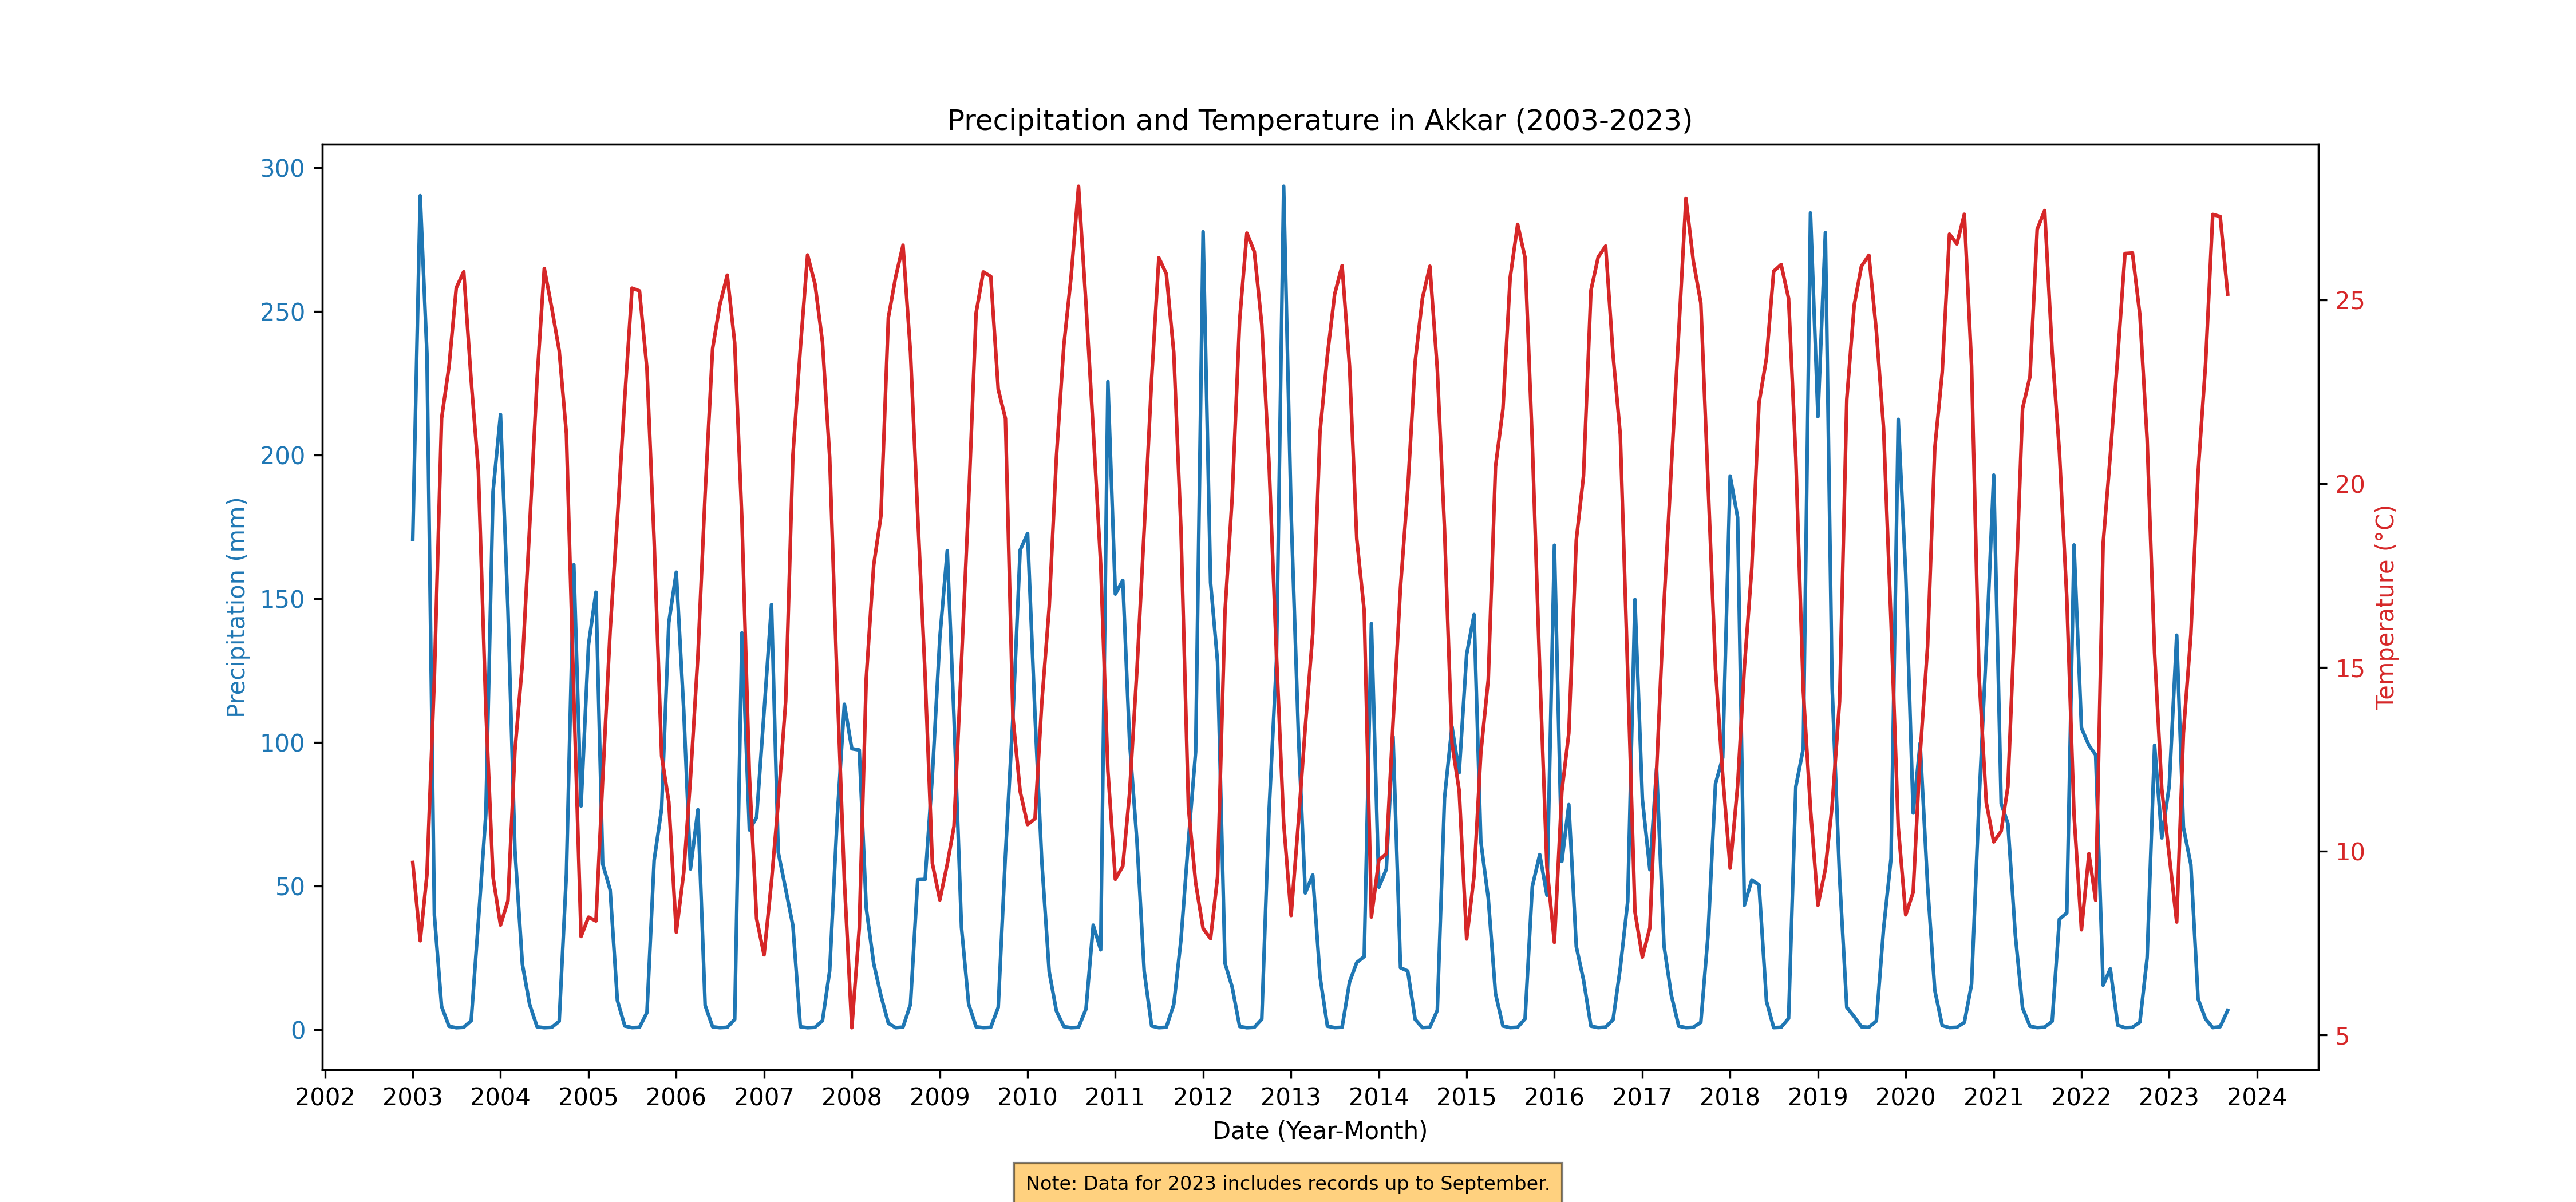 Precipitation and Temperature in Akkar (2003-2023)
300
250
200
150
100
50
0
Precipitation (mm)
25
20
15
10
5
Temperature (°C)
2002 2003 2004 2005 2006 2007 2008 2009 2010 2011 2012 2013 2014 2015 2016 2017 2018 2019 2020 2021 2022 2023 2024
Date (Year-Month)
Note: Data for 2023 includes records up to September.